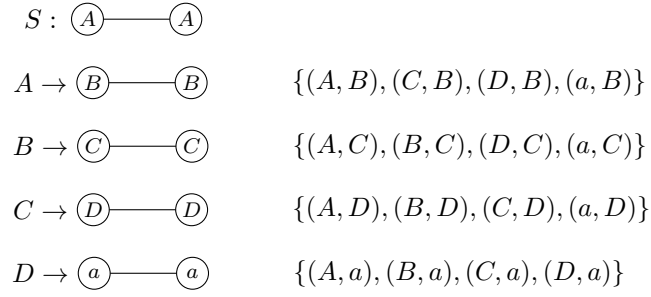 S : A A
A → B B {(A, B), (C, B), (D, B), (a, B)}
B → C C {(A, C), (B, C), (D, C), (a, C)}
C → D D {(A, D), (B, D), (C, D), (a, D)}
D → a a {(A, a), (B, a), (C, a), (D, a)}